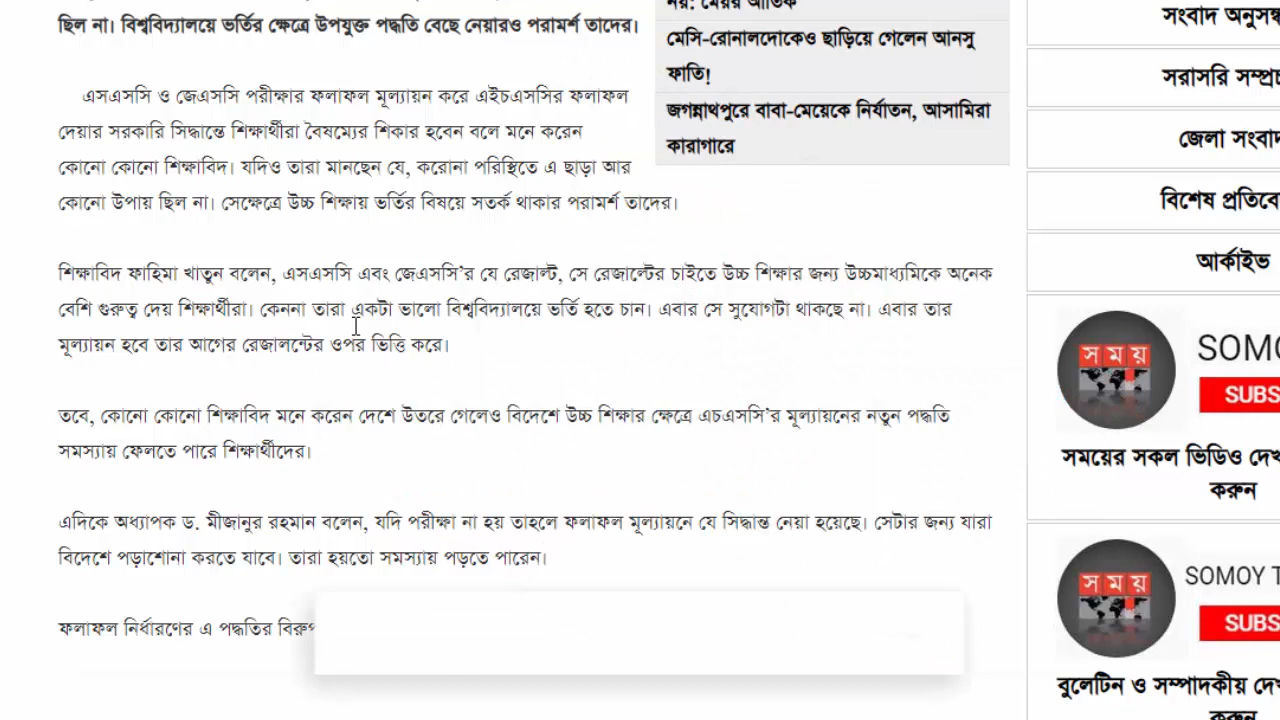 ছিল না। বিশ্ববিদ্যালয়ে ভর্তির ক্ষেত্রে উপযুক্ত পদ্ধতি বেছে নেয়ারও পরামর্শ তাদের।
এসএসসি ও জেএসসি পরীক্ষার ফলাফল মূল্যায়ন করে এইচএসসির ফলাফল
দেয়ার সরকারি সিদ্ধান্তে শিক্ষার্থীরা বৈষম্যের শিকার হবেন বলে মনে করেন
কোনো কোনো শিক্ষাবিদ। যদিও তারা মানছেন যে, করোনা পরিস্থিতে এ ছাড়া আর
কোনো উপায় ছিল না। সেক্ষেত্রে উচ্চ শিক্ষায় ভর্তির বিষয়ে সতর্ক থাকার পরামর্শ তাদের।
শিক্ষাবিদ ফাহিমা খাতুন বলেন, এসএসসি এবং জেএসসি'র যে রেজাল্ট, সে রেজাল্টের চাইতে উচ্চ শিক্ষার জন্য উচ্চমাধ্যমিকে অনেক
বেশি গুরুত্ব দেয় শিক্ষার্থীরা। কেননা তারা একটা ভালো বিশ্ববিদ্যালয়ে ভর্তি হতে চান। এবার সে সুযোগটা থাকছে না। এবার তার
মূল্যায়ন হবে তার আগের রেজালন্টের ওপর ভিত্তি করে।
তবে, কোনো কোনো শিক্ষাবিদ মনে করেন দেশে উতরে গেলেও বিদেশে উচ্চ শিক্ষার ক্ষেত্রে এচএসসি'র মূল্যায়নের নতুন পদ্ধতি
সমস্যায় ফেলতে পারে শিক্ষার্থীদের।
এদিকে অধ্যাপক ড. মীজানুর রহমান বলেন, যদি পরীক্ষা না হয় তাহলে ফলাফল মূল্যায়নে যে সিদ্ধান্ত নেয়া হয়েছে। সেটার জন্য যারা
বিদেশে পড়াশোনা করতে যাবে। তারা হয়তো সমস্যায় পড়তে পারেন।
ফলাফল নির্ধারণের এ পদ্ধতির
মেসি-রোনালদোকেও ছাড়িয়ে গেলেন আনসু
ফাতি!
জগন্নাথপুরে বাবা-মেয়েকে নির্যাতন, আসামিরা
কারাগারে
সংবাদ
সরাসরি
জেলা
বিশেষ
আর্কাইভ
সময়
SUBS
সময়ের সকল ভিডিও
করুন
সময়
SOMOY T
SUBS
বুলেটিন ও সম্পাদকীয়
করুন